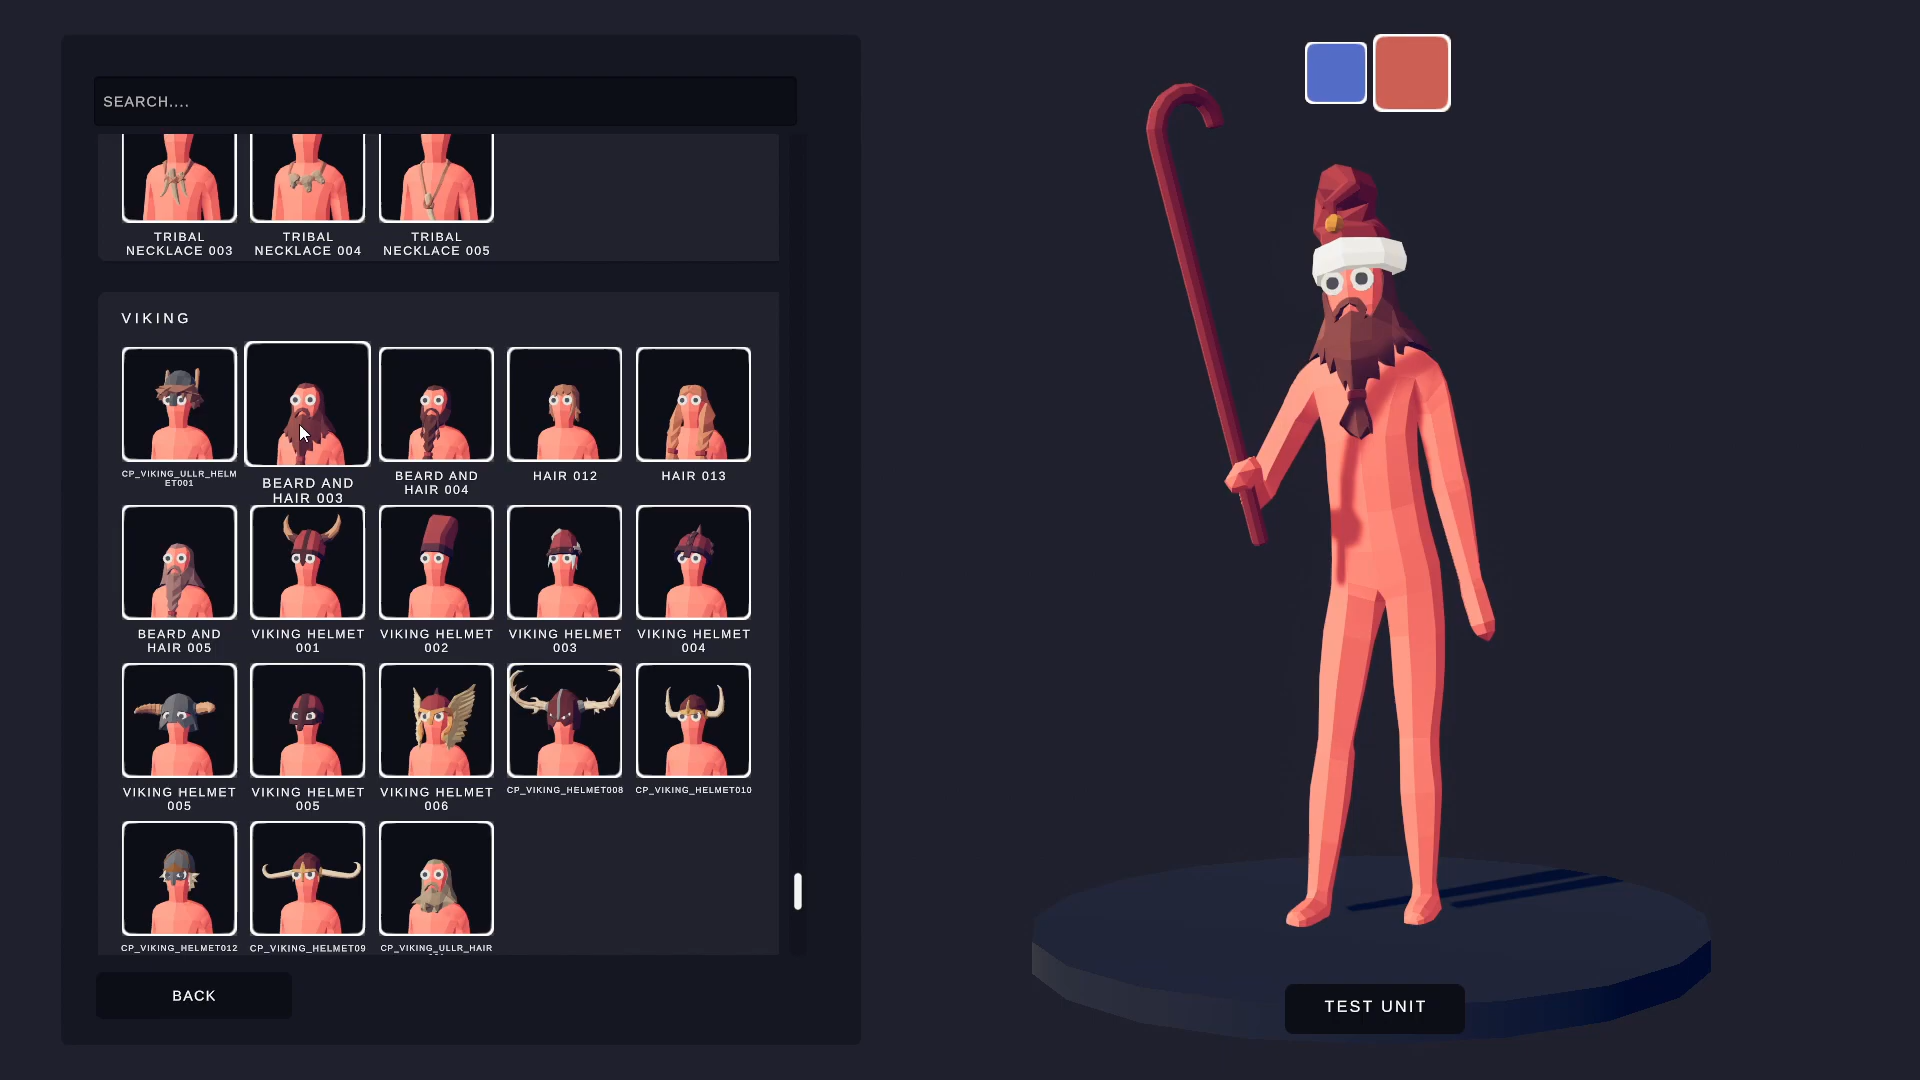 SEARCH....
TRIBAL
NECKLACE 003
TRIBAL
NECKLACE 004
TRIBAL
NECKLACE 005
VIKING
CP_VIKING_ULLR_HELM
ET001
BEARD AND
HAIR 003
BEARD AND
HAIR 004
HAIR 012
HAIR 013
BEARD AND
HAIR 005
VIKING HELMET
001
VIKING HELMET
002
VIKING HELMET
003
VIKING HELMET
004
VIKING HELMET
005
VIKING HELMET
005
VIKING HELMET
006
CP_VIKING_HELMET008
CP_VIKING_HELMET010
CP_VIKING_HELMET012
CP_VIKING_HELMET09
CP_VIKING_ULLR_HAIR
BACK
TEST UNIT